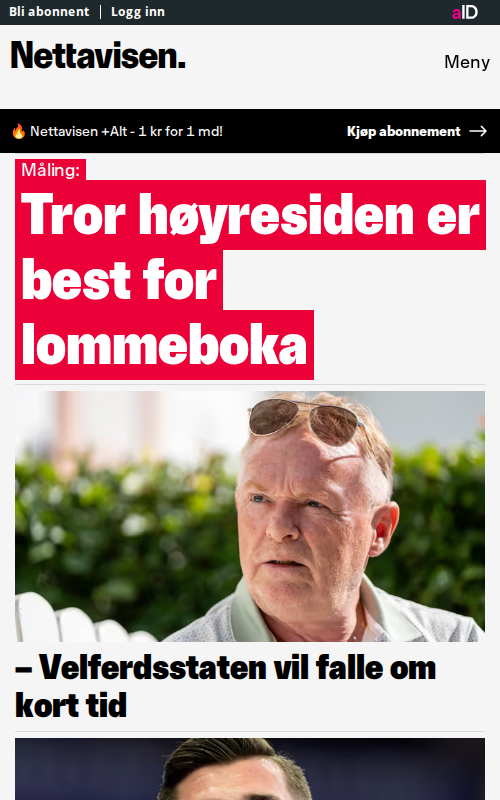 Bli abonnent | Logg inn
aID
Nettavisen.
Meny
🔥 Nettavisen +Alt - 1 kr for 1 md!
Kjøp abonnement →
Måling:
Tror høyresiden er
best for
lommeboka
– Velferdsstaten vil falle om
kort tid